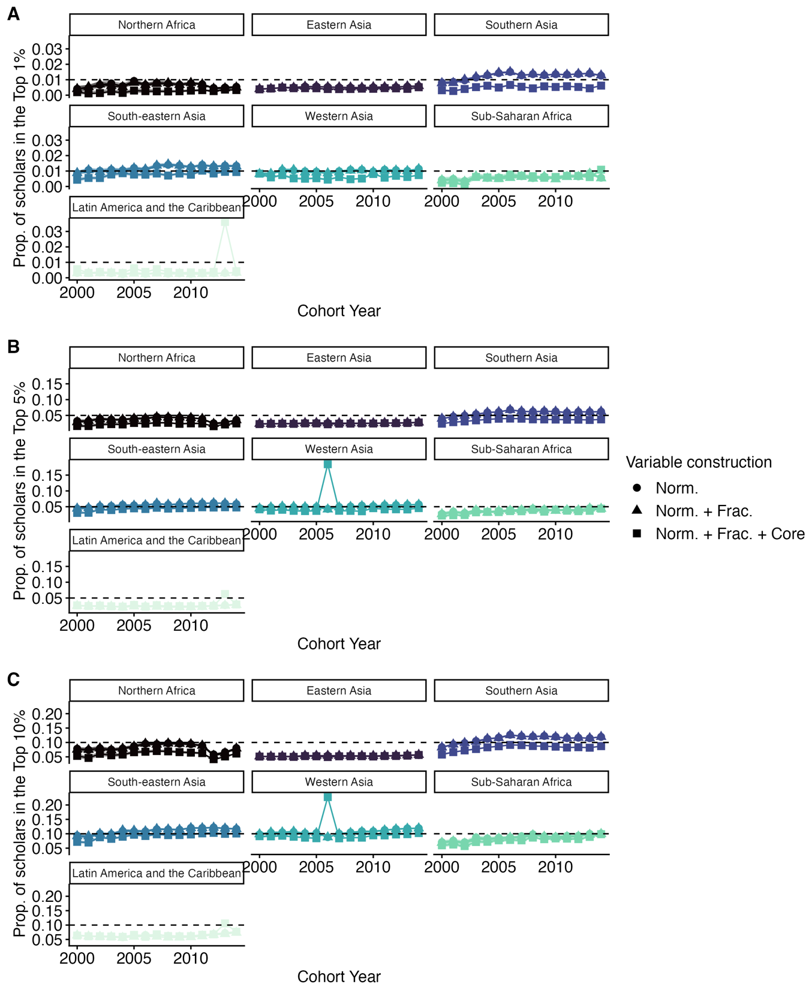 A
Northern Africa
Eastern Asia
Southern Asia
Prop. of scholars in the Top 1%
0.03
0.02
0.01
0.00
South-eastern Asia
Western Asia
Sub-Saharan Africa
0.03
0.02
0.01
0.00
2000 2005 2010
2000 2005 2010
Latin America and the Caribbean
0.03
0.02
0.01
0.00
2000 2005 2010
Cohort Year
B
Northern Africa
Eastern Asia
Southern Asia
Prop. of scholars in the Top 5%
0.15
0.10
0.05
South-eastern Asia
Western Asia
Sub-Saharan Africa
0.15
0.10
0.05
2000 2005 2010
2000 2005 2010
Latin America and the Caribbean
0.15
0.10
0.05
2000 2005 2010
Cohort Year
Variable construction
Norm.
Norm. + Frac.
Norm. + Frac. + Core
C
Northern Africa
Eastern Asia
Southern Asia
Prop. of scholars in the Top 10%
0.20
0.15
0.10
0.05
South-eastern Asia
Western Asia
Sub-Saharan Africa
0.20
0.15
0.10
0.05
2000 2005 2010
2000 2005 2010
Latin America and the Caribbean
0.20
0.15
0.10
0.05
2000 2005 2010
Cohort Year